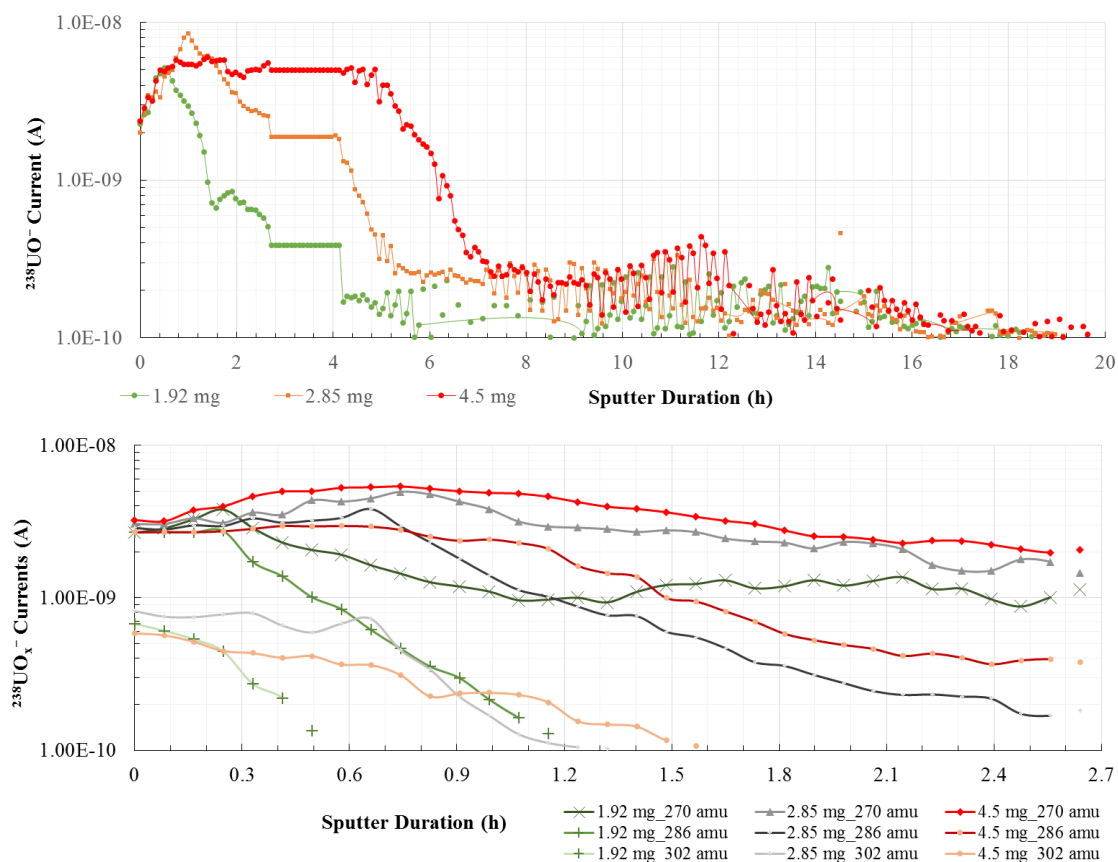 1.0E-08
1.0E-09
1.0E-10
²³⁸UO⁻ Current (A)
0 2 4 6 8 10 12 14 16 18 20
1.92 mg 2.85 mg 4.5 mg Sputter Duration (h)
1.00E-08
1.00E-09
1.00E-10
²³⁸UOₓ⁻ Currents (A)
0 0.3 0.6 0.9 1.2 1.5 1.8 2.1 2.4 2.7
Sputter Duration (h)
1.92 mg_270 amu 2.85 mg_270 amu 4.5 mg_270 amu
1.92 mg_286 amu 2.85 mg_286 amu 4.5 mg_286 amu
1.92 mg_302 amu 2.85 mg_302 amu 4.5 mg_302 amu